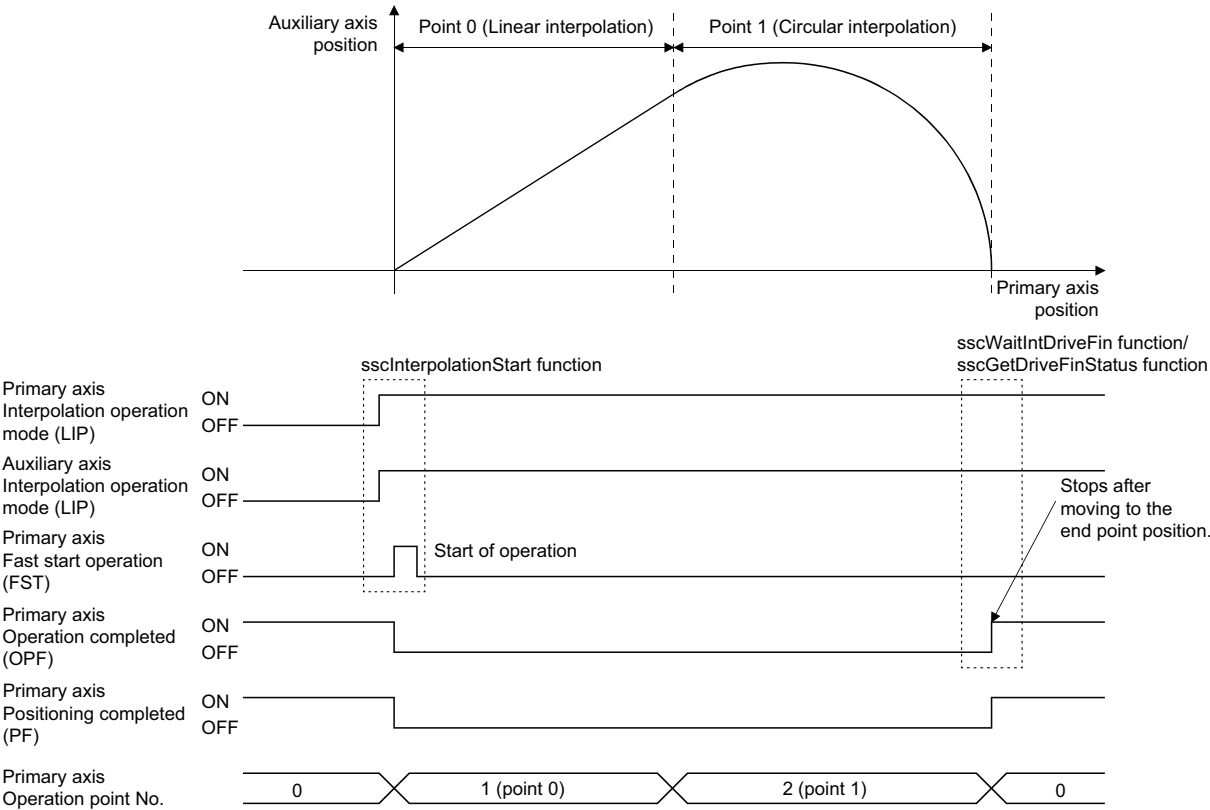 Auxiliary axis
position
Point 0 (Linear interpolation)
Point 1 (Circular interpolation)
Primary axis
position
sscWaitIntDriveFin function/
sscGetDriveFinStatus function
sscInterpolationStart function
Primary axis
Interpolation operation
mode (LIP)
ON
OFF
Auxiliary axis
Interpolation operation
mode (LIP)
ON
OFF
Stops after
moving to the
end point position.
Primary axis
Fast start operation
(FST)
ON
OFF
Start of operation
Primary axis
Operation completed
(OPF)
ON
OFF
Primary axis
Positioning completed
(PF)
ON
OFF
Primary axis
Operation point No.
0
1 (point 0)
2 (point 1)
0